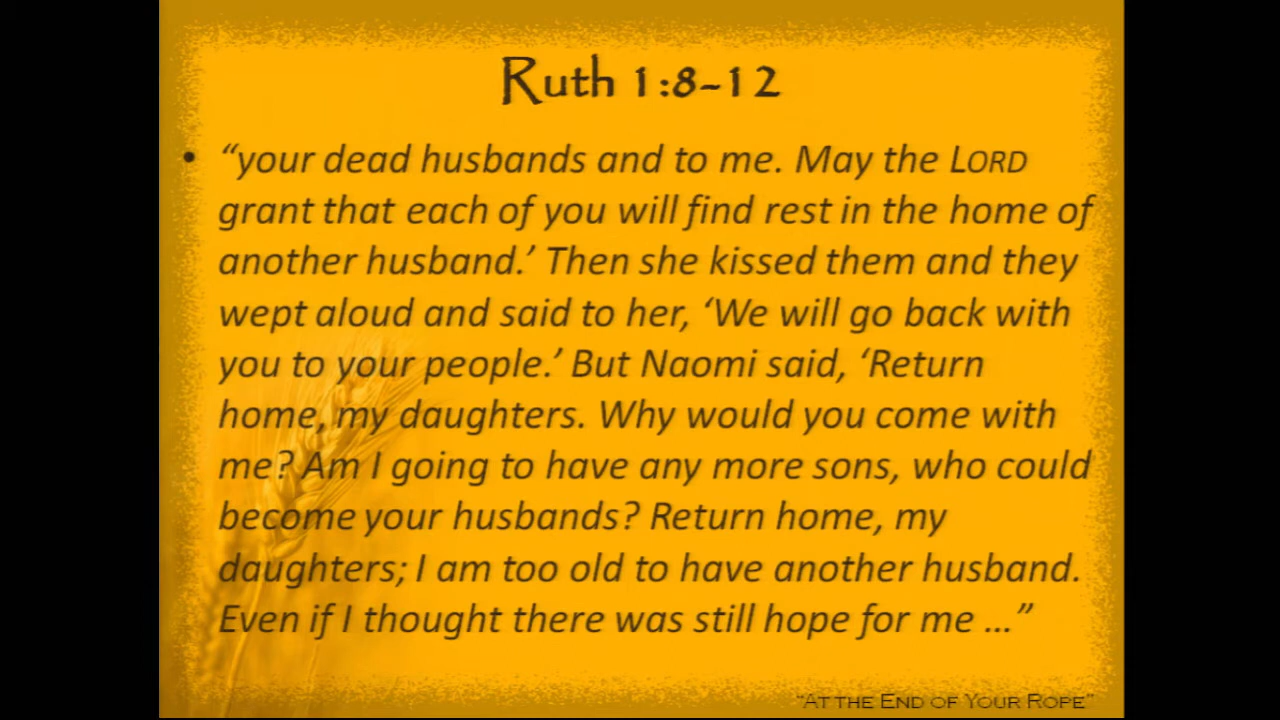 Ruth 1:8-12
• “your dead husbands and to me. May the LORD
grant that each of you will find rest in the home of
another husband.’ Then she kissed them and they
wept aloud and said to her, ‘We will go back with
you to your people.’ But Naomi said, ‘Return
home, my daughters. Why would you come with
me? Am I going to have any more sons, who could
become your husbands? Return home, my
daughters; I am too old to have another husband.
Even if I thought there was still hope for me …”
“At the End of Your Rope”